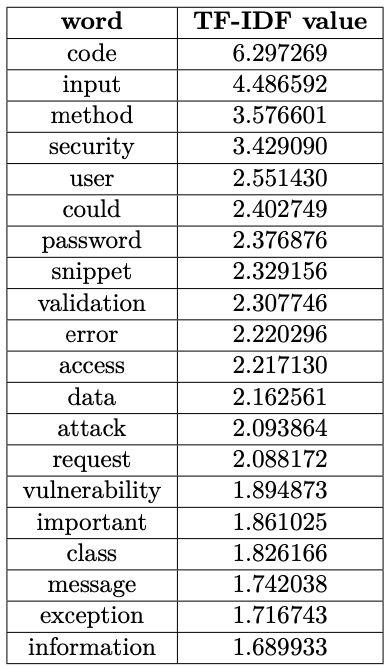 word TF-IDF value
code 6.297269
input 4.486592
method 3.576601
security 3.429090
user 2.551430
could 2.402749
password 2.376876
snippet 2.329156
validation 2.307746
error 2.220296
access 2.217130
data 2.162561
attack 2.093864
request 2.088172
vulnerability 1.894873
important 1.861025
class 1.826166
message 1.742038
exception 1.716743
information 1.689933